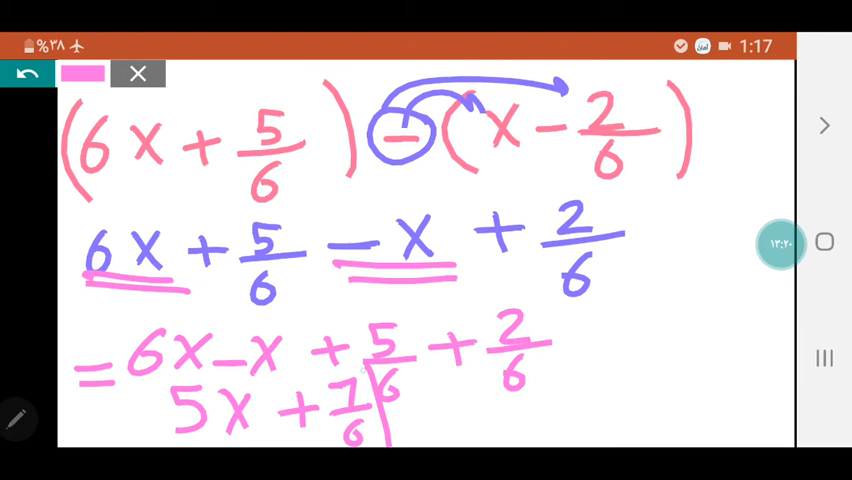 %۳۸ 1:17
(6x + 5/6) - (x - 2/6)
6x + 5/6 - x + 2/6
= 6x - x + 5/6 + 2/6
5x + 7/6
۱۳:۲۰